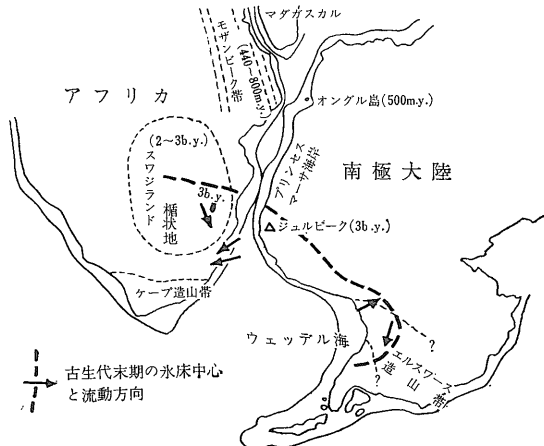 マダガスカル
モザンビーク帯
(440~800m.y.)
アフリカ
オングル島(500m.y.)
(2~3b.y.)
スワジランド
楯状地
3b.y.
プリンセス
マーサ海岸
南極大陸
ジュルビーク(3b.y.)
ケープ造山帯
ウェッデル海
エルスワース
造山帯
?
?
古生代末期の氷床中心
と流動方向